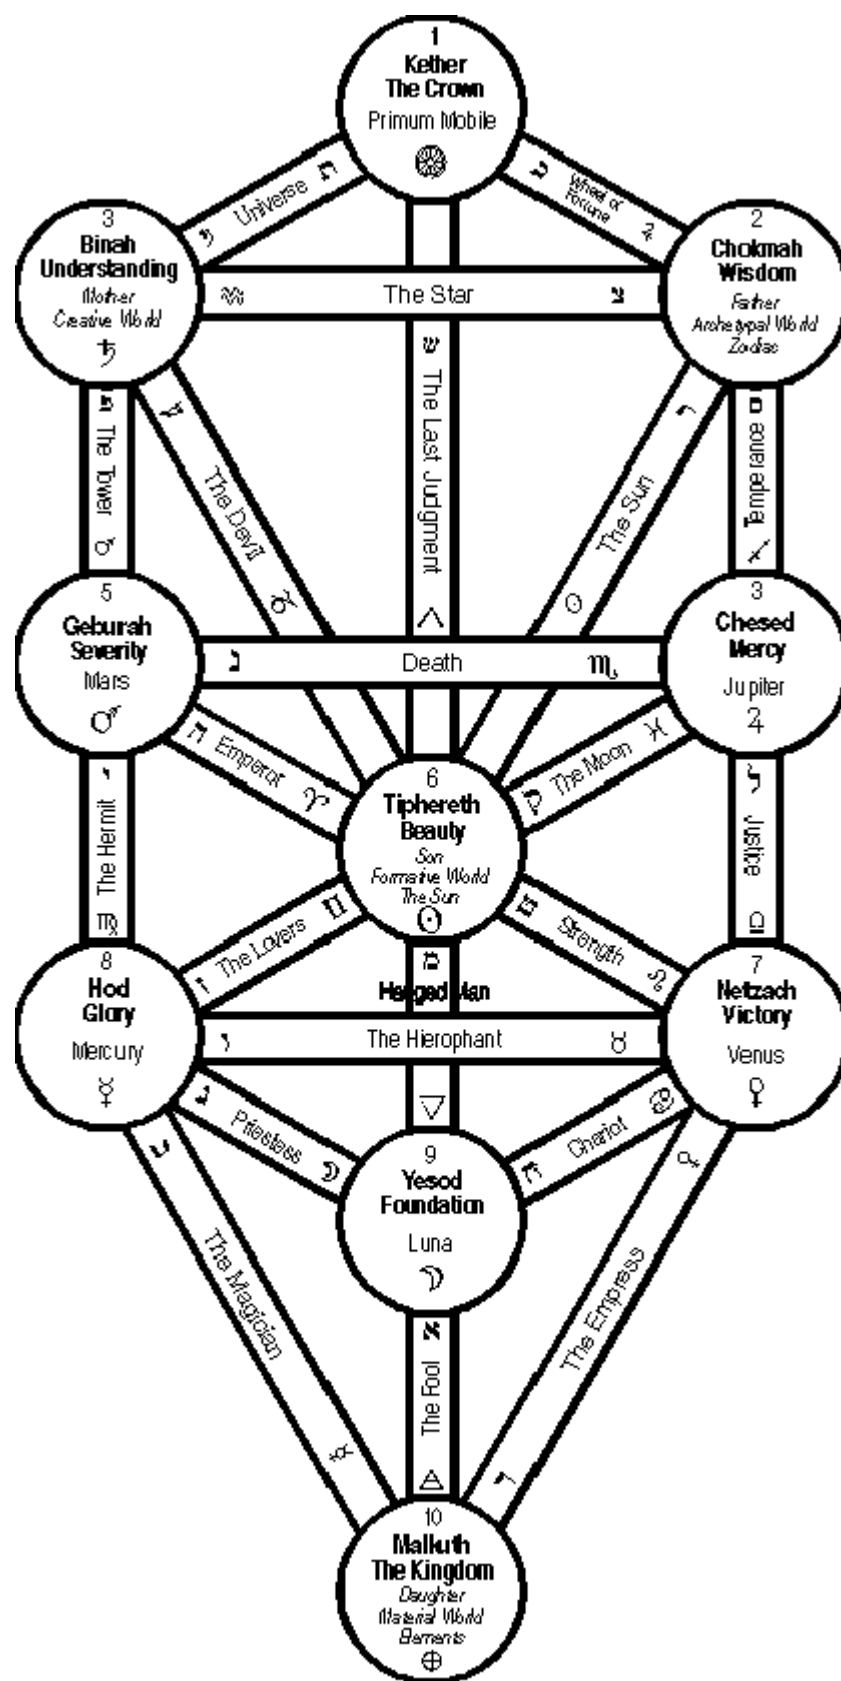 1
Kether
The Crown
Primum Mobile
ת Universe ♄
כ Wheel of
Fortune ♃
3
Binah
Understanding
Mother
Creative World
♄
2
Chokmah
Wisdom
Father
Archetypal World
Zodiac
♒ The Star צ
ש The Last Judgment △
The Tower ♂
The Devil ♑
ר The Sun ☉
Temperance ♐
5
Geburah
Severity
Mars
♂
3
Chesed
Mercy
Jupiter
♃
נ Death ♏
ה Emperor ♈
ק The Moon ♓
6
Tiphereth
Beauty
Son
Formative World
The Sun
☉
י The Hermit ♍
ל Justice ♎
ז The Lovers ♊
Strength ♌
מ
Hanged Man
8
Hod
Glory
Mercury
☿
7
Netzach
Victory
Venus
♀
ו The Hierophant ♉
▽
ג Priestess ☽
ח Chariot ♋
9
Yesod
Foundation
Luna
☽
The Magician ☿
♀ The Empress ד
א The Fool 🜁
10
Malkuth
The Kingdom
Daughter
Material World
Elements
⊕